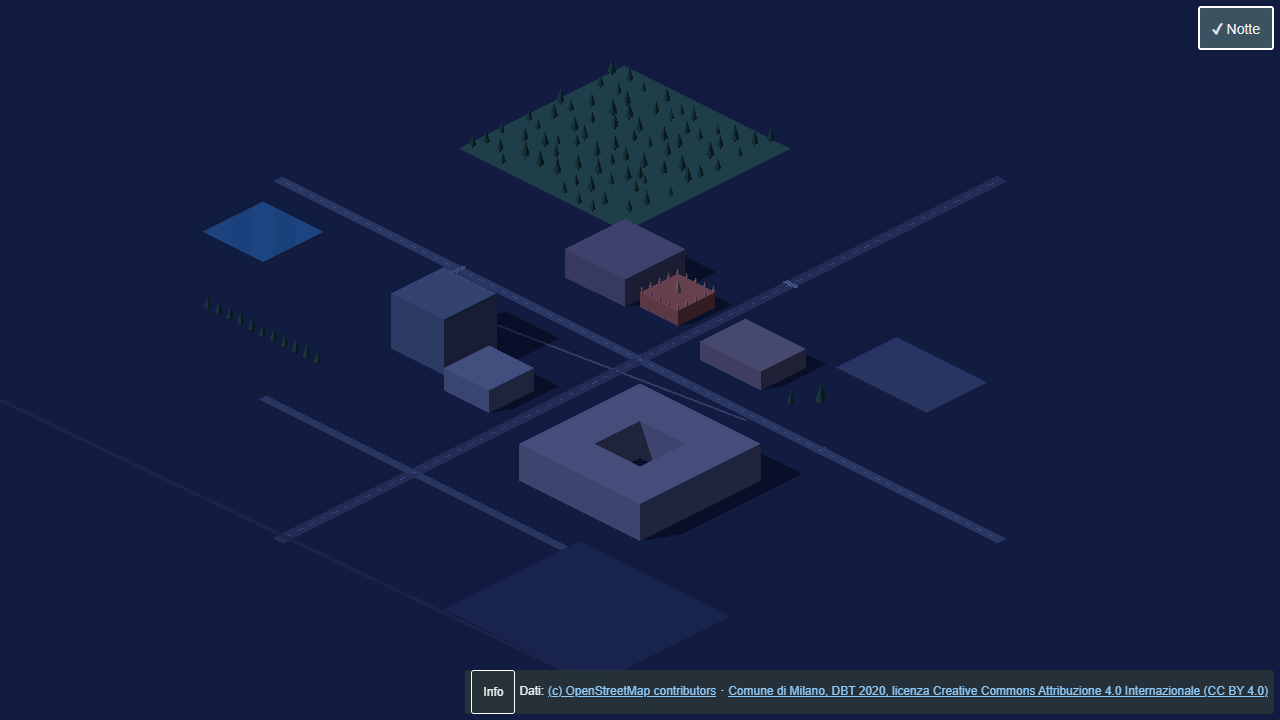 ✓ Notte
Info Dati: (c) OpenStreetMap contributors · Comune di Milano, DBT 2020, licenza Creative Commons Attribuzione 4.0 Internazionale (CC BY 4.0)